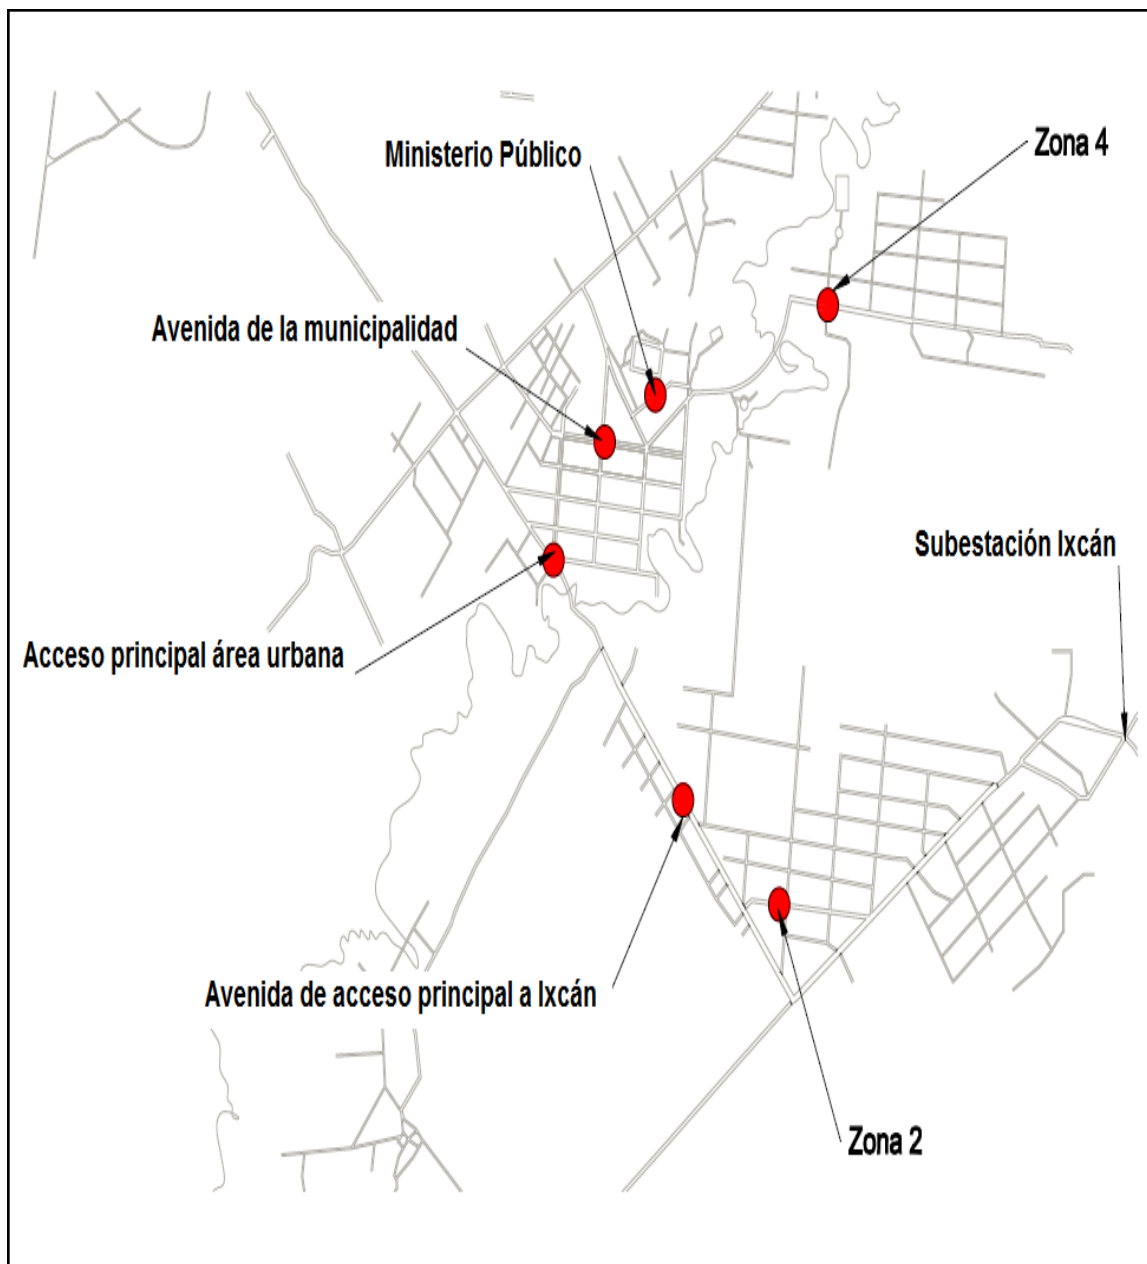 Zona 4
Ministerio Público
Avenida de la municipalidad
Subestación Ixcán
Acceso principal área urbana
Avenida de acceso principal a Ixcán
Zona 2